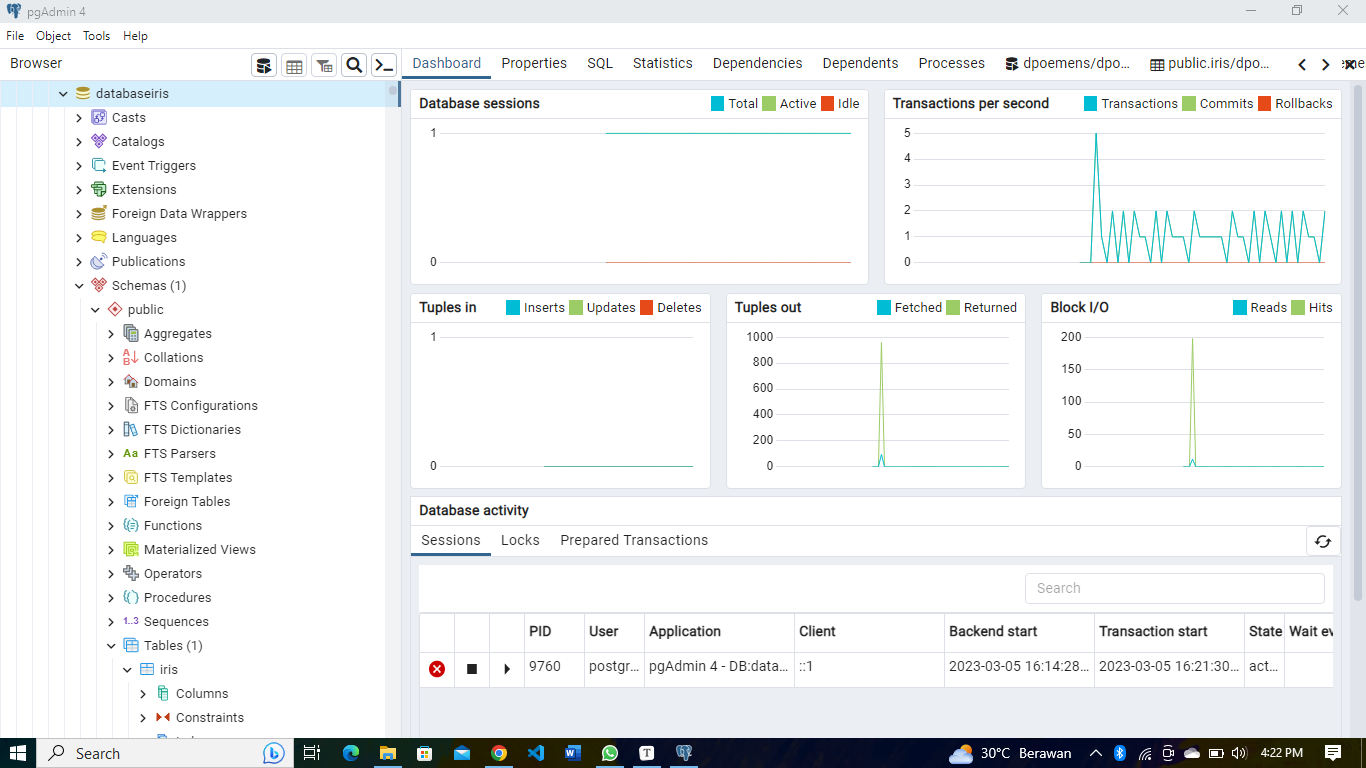 pgAdmin 4
File Object Tools Help
Browser
Dashboard Properties SQL Statistics Dependencies Dependents Processes dpoemens/dpo... public.iris/dpo...
databaseiris
Casts
Catalogs
Event Triggers
Extensions
Foreign Data Wrappers
Languages
Publications
Schemas (1)
public
Aggregates
Collations
Domains
FTS Configurations
FTS Dictionaries
Aa FTS Parsers
FTS Templates
Foreign Tables
Functions
Materialized Views
Operators
Procedures
1..3 Sequences
Tables (1)
iris
Columns
Constraints
Database sessions Total Active Idle
1
0
Transactions per second Transactions Commits Rollbacks
5
4
3
2
1
0
Tuples in Inserts Updates Deletes
1
0
Tuples out Fetched Returned
1000
800
600
400
200
0
Block I/O Reads Hits
200
150
100
50
0
Database activity
Sessions Locks Prepared Transactions
Search
PID User Application Client Backend start Transaction start State Wait ev
9760 postgr... pgAdmin 4 - DB:data... ::1 2023-03-05 16:14:28... 2023-03-05 16:21:30... act...
Search 30°C Berawan 4:22 PM